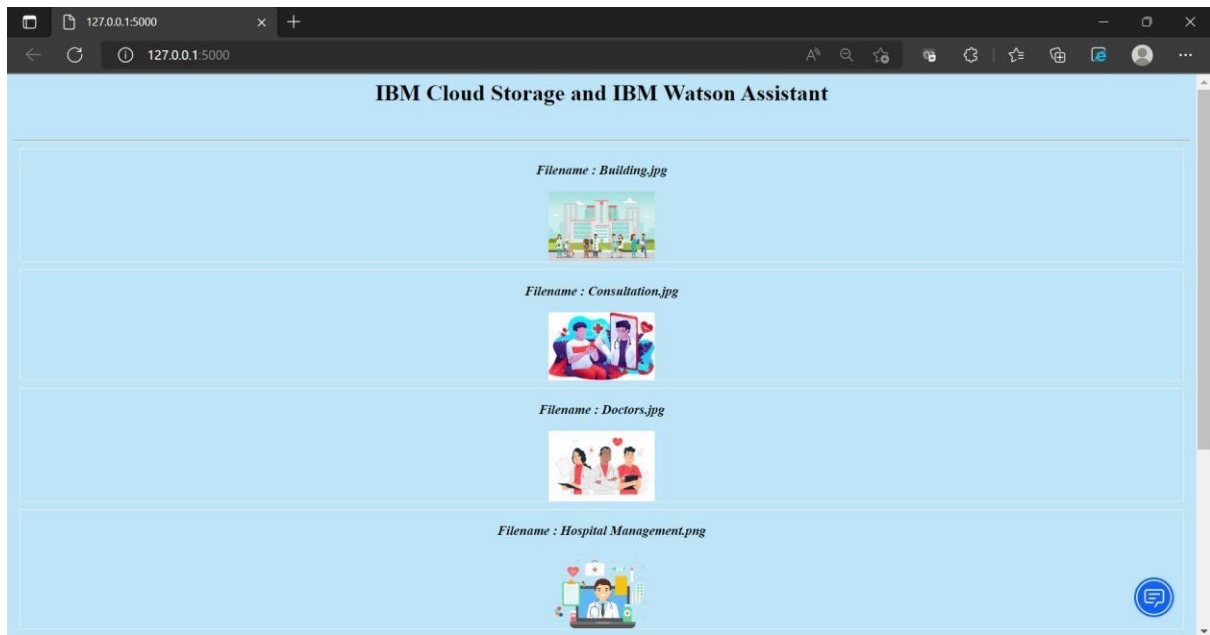 127.0.0.1:5000
127.0.0.1:5000
IBM Cloud Storage and IBM Watson Assistant
Filename : Building.jpg
Filename : Consultation.jpg
Filename : Doctors.jpg
Filename : Hospital Management.png